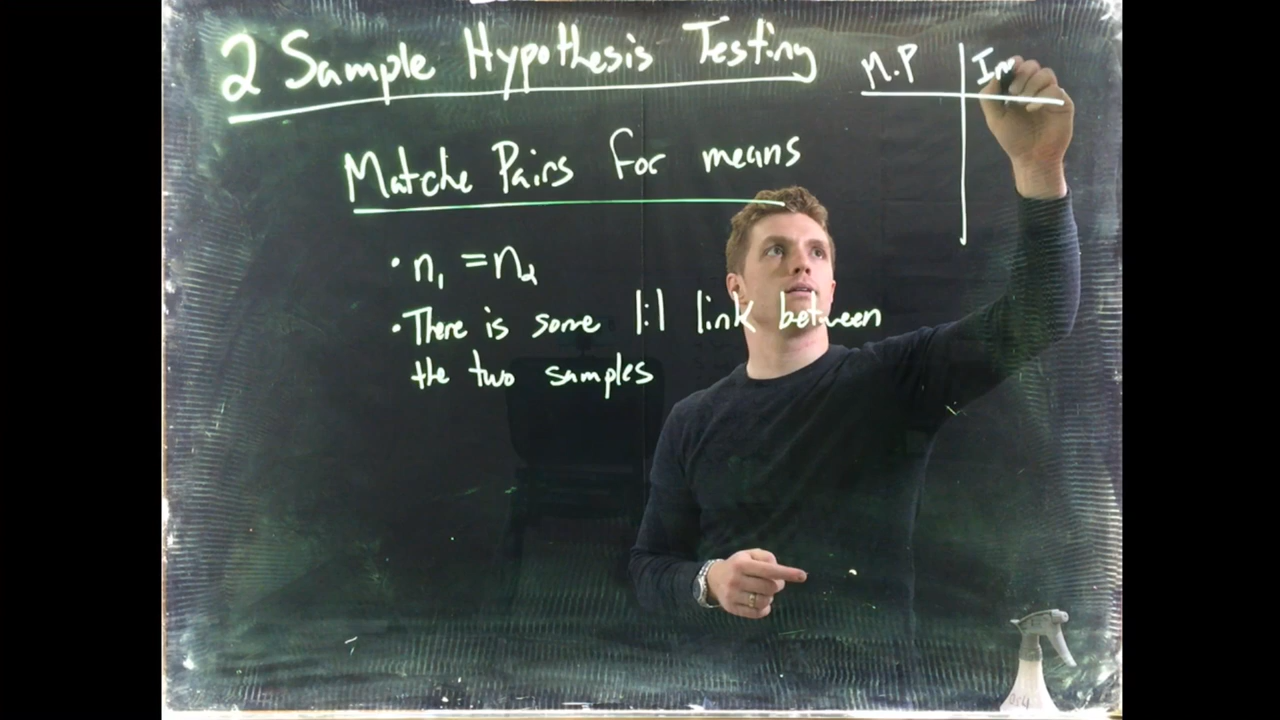 2 Sample Hypothesis Testing
M.P
Matche Pairs for means
• n₁ = n₂
• There is some 1:1 link between
the two samples